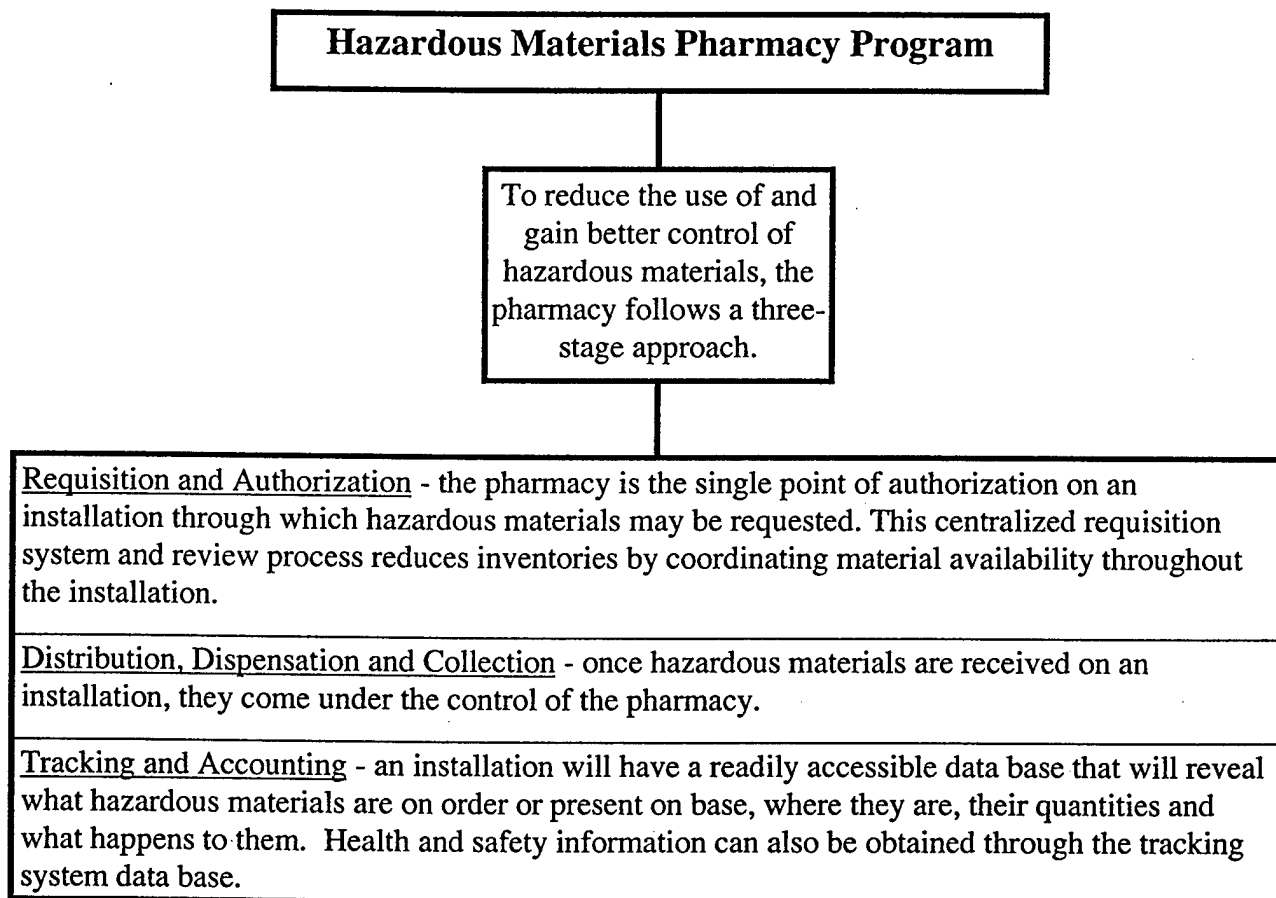 Hazardous Materials Pharmacy Program
To reduce the use of and
gain better control of
hazardous materials, the
pharmacy follows a three-
stage approach.
Requisition and Authorization - the pharmacy is the single point of authorization on an
installation through which hazardous materials may be requested. This centralized requisition
system and review process reduces inventories by coordinating material availability throughout
the installation.
Distribution, Dispensation and Collection - once hazardous materials are received on an
installation, they come under the control of the pharmacy.
Tracking and Accounting - an installation will have a readily accessible data base that will reveal
what hazardous materials are on order or present on base, where they are, their quantities and
what happens to them.  Health and safety information can also be obtained through the tracking
system data base.